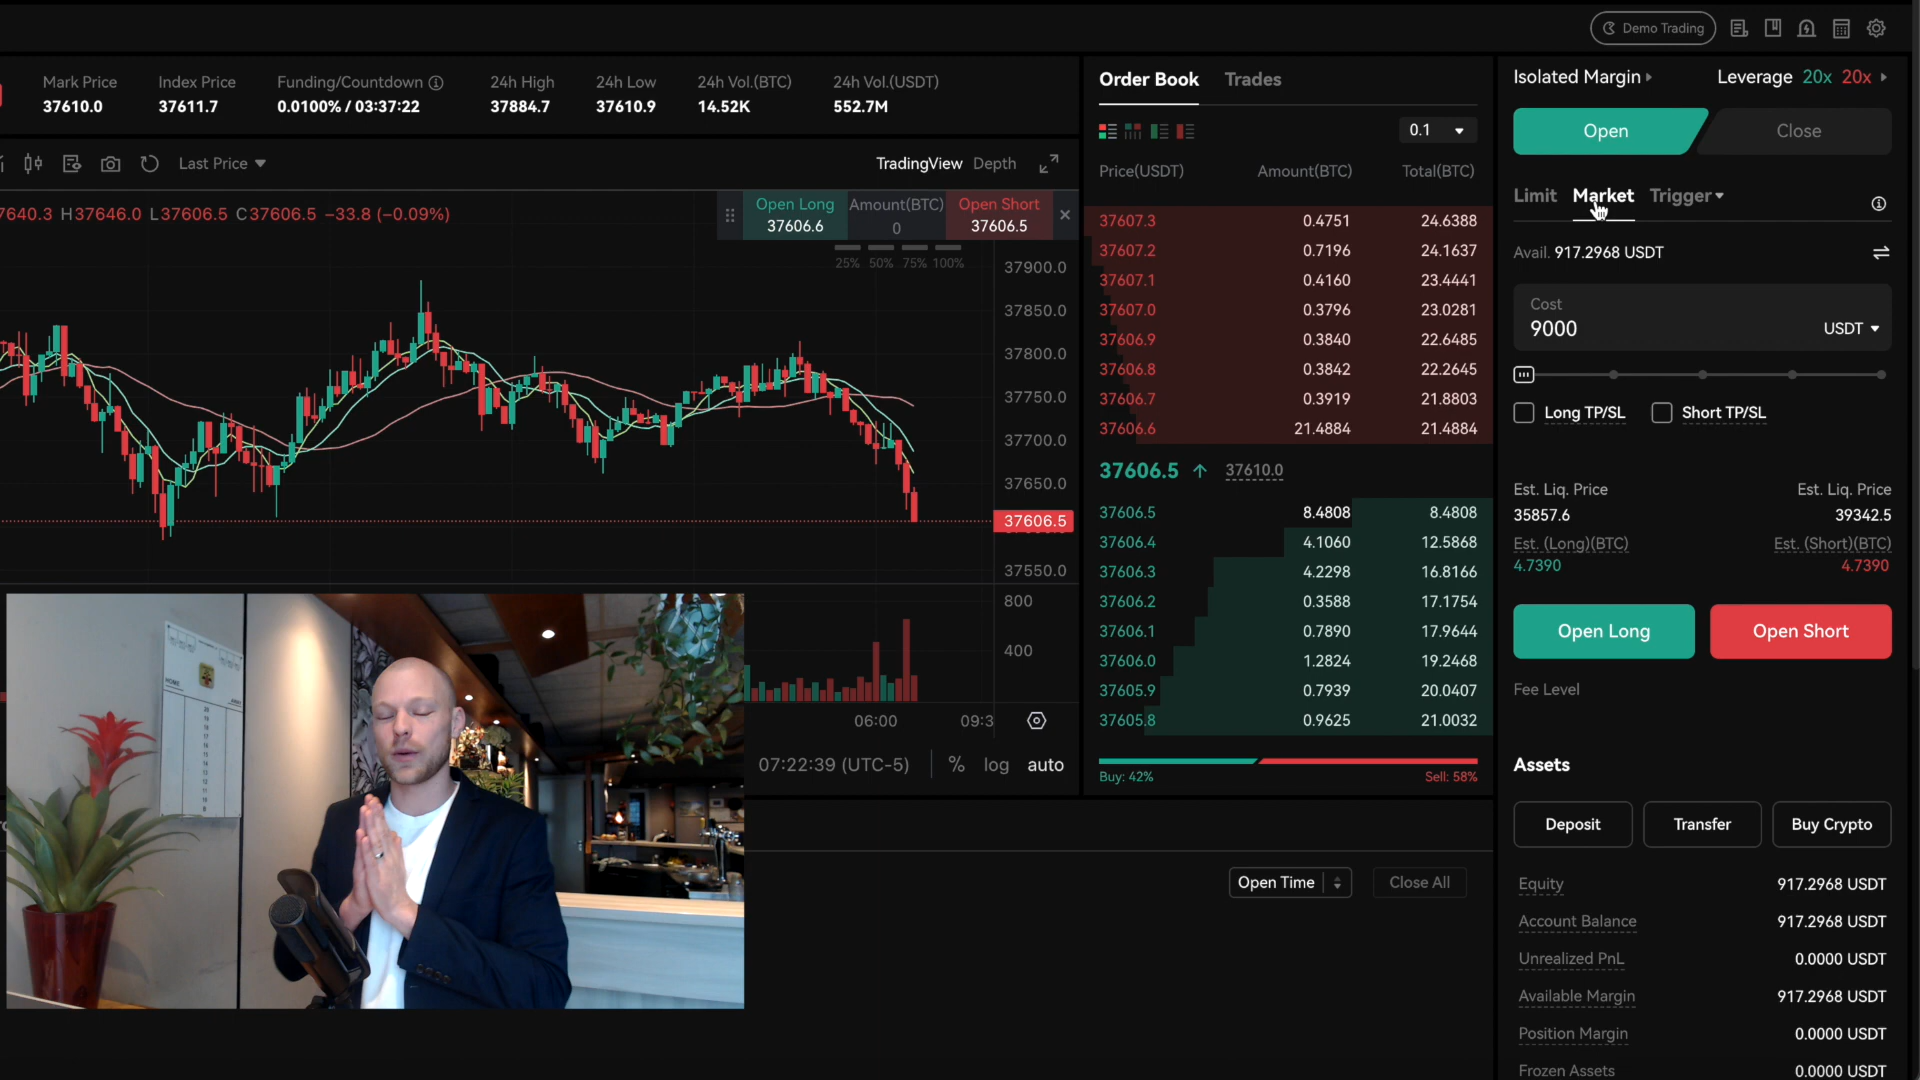 Demo Trading
Mark Price
37610.0
Index Price
37611.7
Funding/Countdown
0.0100% / 03:37:22
24h High
37884.7
24h Low
37610.9
24h Vol.(BTC)
14.52K
24h Vol.(USDT)
552.7M
Last Price
TradingView Depth
7640.3 H37646.0 L37606.5 C37606.5 −33.8 (−0.09%)
Open Long
37606.6
Amount(BTC)
0
Open Short
37606.5
25% 50% 75% 100%
37900.0
37850.0
37800.0
37750.0
37700.0
37650.0
37606.5
37550.0
800
400
06:00 09:3
07:22:39 (UTC-5) % log auto
Order Book Trades
0.1
Price(USDT) Amount(BTC) Total(BTC)
37607.3 0.4751 24.6388
37607.2 0.7196 24.1637
37607.1 0.4160 23.4441
37607.0 0.3796 23.0281
37606.9 0.3840 22.6485
37606.8 0.3842 22.2645
37606.7 0.3919 21.8803
37606.6 21.4884 21.4884
37606.5 37610.0
37606.5 8.4808 8.4808
37606.4 4.1060 12.5868
37606.3 4.2298 16.8166
37606.2 0.3588 17.1754
37606.1 0.7890 17.9644
37606.0 1.2824 19.2468
37605.9 0.7939 20.0407
37605.8 0.9625 21.0032
Buy: 42% Sell: 58%
Open Time Close All
Isolated Margin Leverage 20x 20x
Open Close
Limit Market Trigger
Avail. 917.2968 USDT
Cost
9000 USDT
Long TP/SL Short TP/SL
Est. Liq. Price Est. Liq. Price
35857.6 39342.5
Est. (Long)(BTC) Est. (Short)(BTC)
4.7390 4.7390
Open Long Open Short
Fee Level
Assets
Deposit Transfer Buy Crypto
Equity 917.2968 USDT
Account Balance 917.2968 USDT
Unrealized PnL 0.0000 USDT
Available Margin 917.2968 USDT
Position Margin 0.0000 USDT
Frozen Assets 0.0000 USDT